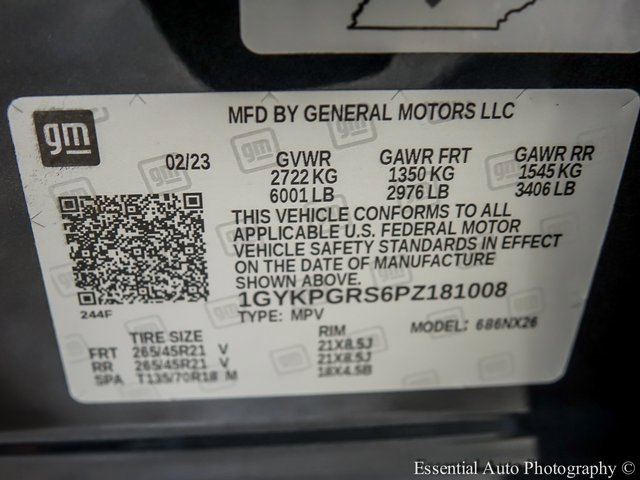 MFD BY GENERAL MOTORS LLC
gm
02/23 GVWR GAWR FRT GAWR RR
2722 KG 1350 KG 1545 KG
6001 LB 2976 LB 3406 LB
THIS VEHICLE CONFORMS TO ALL
APPLICABLE U.S. FEDERAL MOTOR
VEHICLE SAFETY STANDARDS IN EFFECT
ON THE DATE OF MANUFACTURE
SHOWN ABOVE.
1GYKPGRS6PZ181008
244F
TYPE: MPV MODEL: 686NX26
TIRE SIZE RIM
FRT 265/45R21 V 21X8.5J
RR 265/45R21 V 21X8.5J
SPA T135/70R18 M 18X4.5B
Essential Auto Photography ©